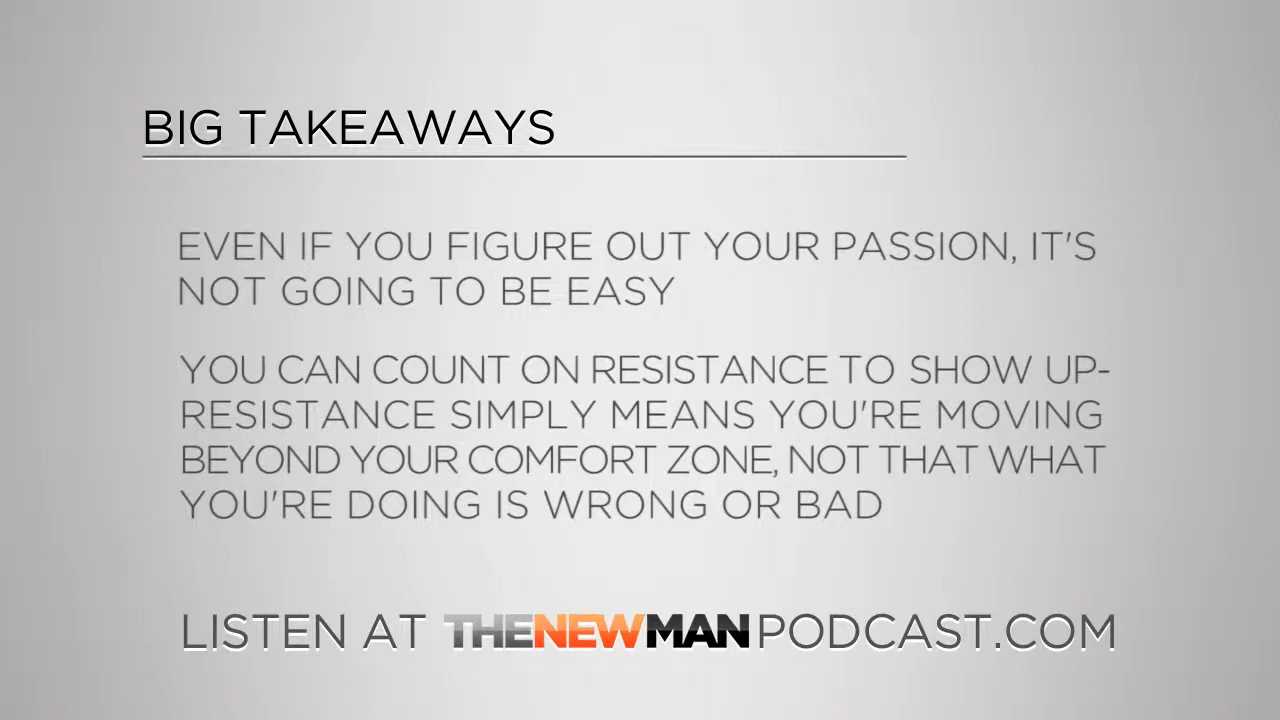 BIG TAKEAWAYS
EVEN IF YOU FIGURE OUT YOUR PASSION, IT'S
NOT GOING TO BE EASY
YOU CAN COUNT ON RESISTANCE TO SHOW UP-
RESISTANCE SIMPLY MEANS YOU'RE MOVING
BEYOND YOUR COMFORT ZONE, NOT THAT WHAT
YOU'RE DOING IS WRONG OR BAD
LISTEN AT THENEWMANPODCAST.COM